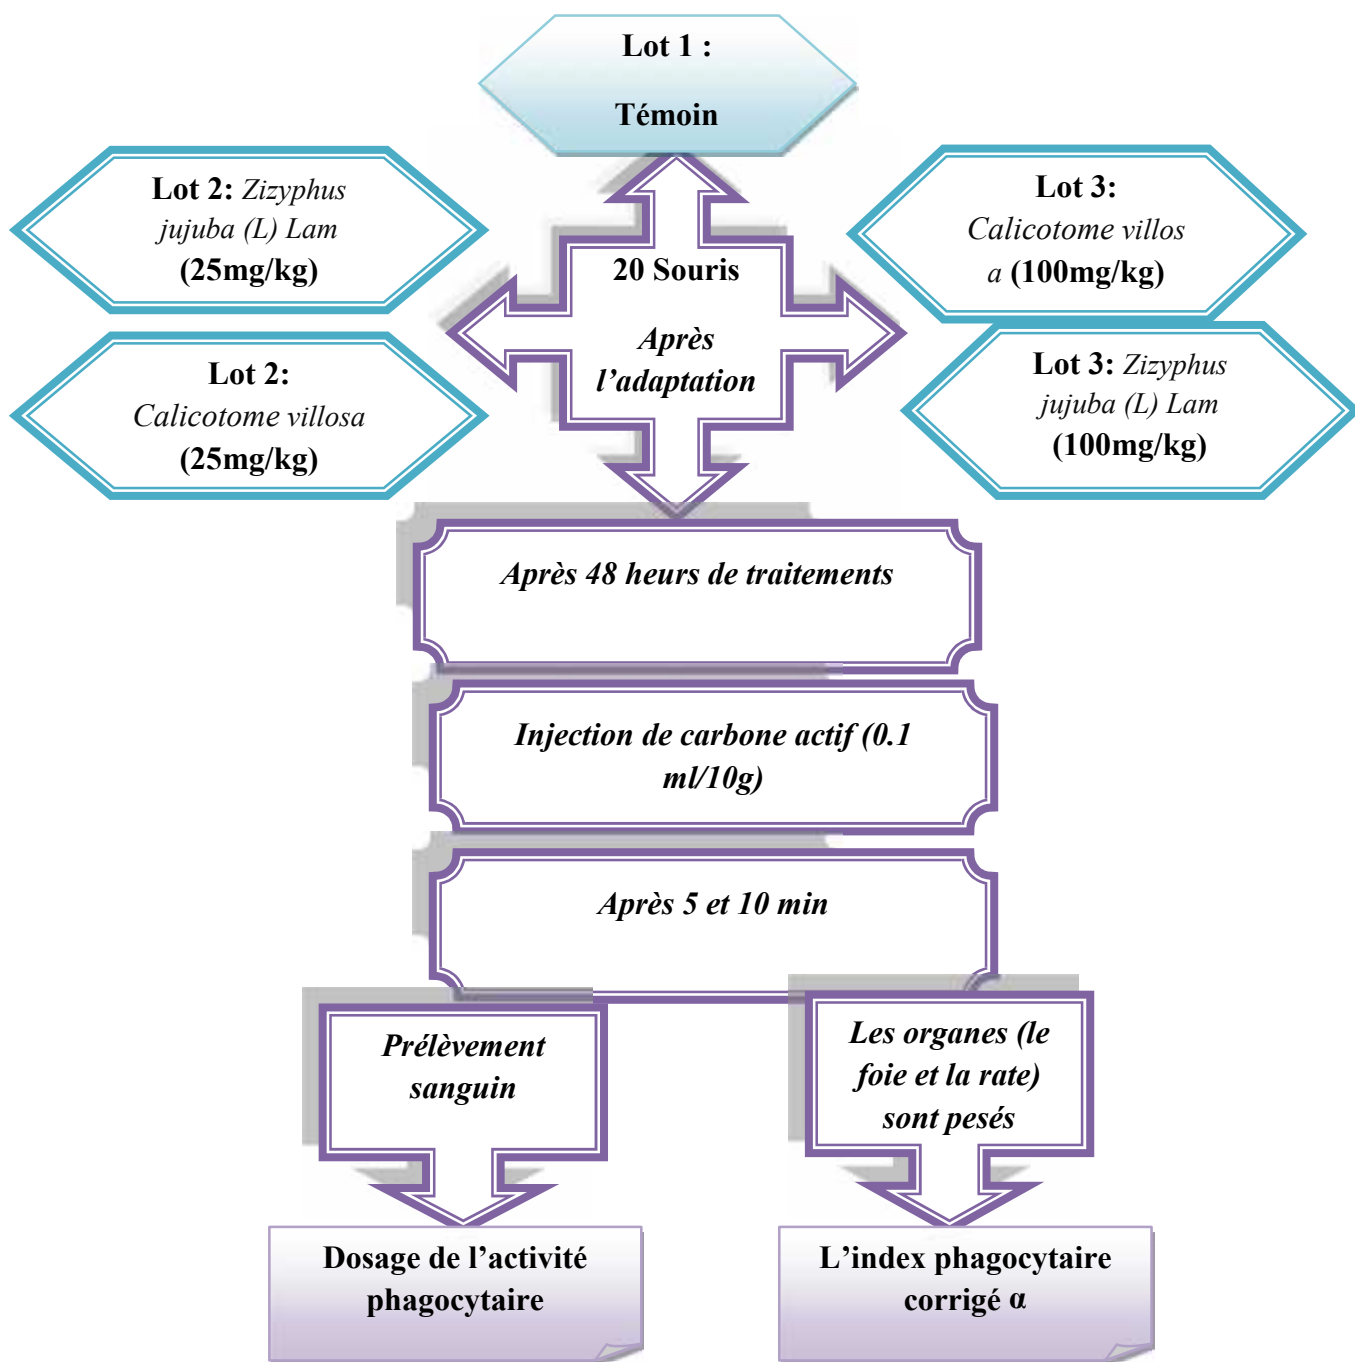 Lot 1 :
Témoin
Lot 2: Zizyphus
jujuba (L) Lam
(25mg/kg)
Lot 3:
Calicotome villos
a (100mg/kg)
20 Souris
Après
l’adaptation
Lot 2:
Calicotome villosa
(25mg/kg)
Lot 3: Zizyphus
jujuba (L) Lam
(100mg/kg)
Après 48 heurs de traitements
Injection de carbone actif (0.1
ml/10g)
Après 5 et 10 min
Prélèvement
sanguin
Les organes (le
foie et la rate)
sont pesés
Dosage de l’activité
phagocytaire
L’index phagocytaire
corrigé α